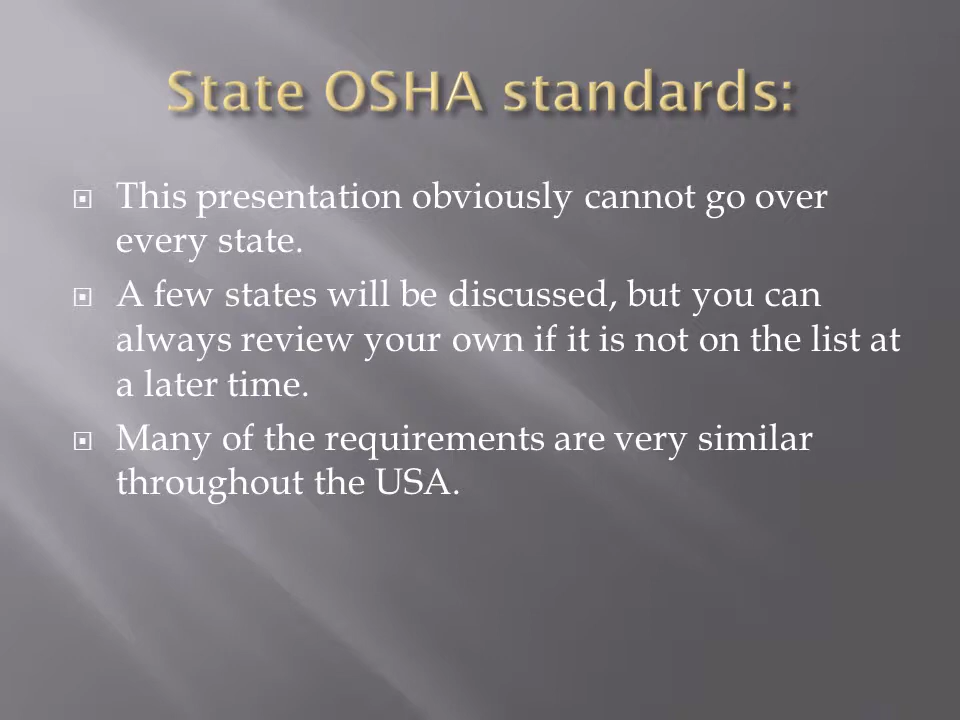 State OSHA standards:
This presentation obviously cannot go over
every state.
A few states will be discussed, but you can
always review your own if it is not on the list at
a later time.
Many of the requirements are very similar
throughout the USA.